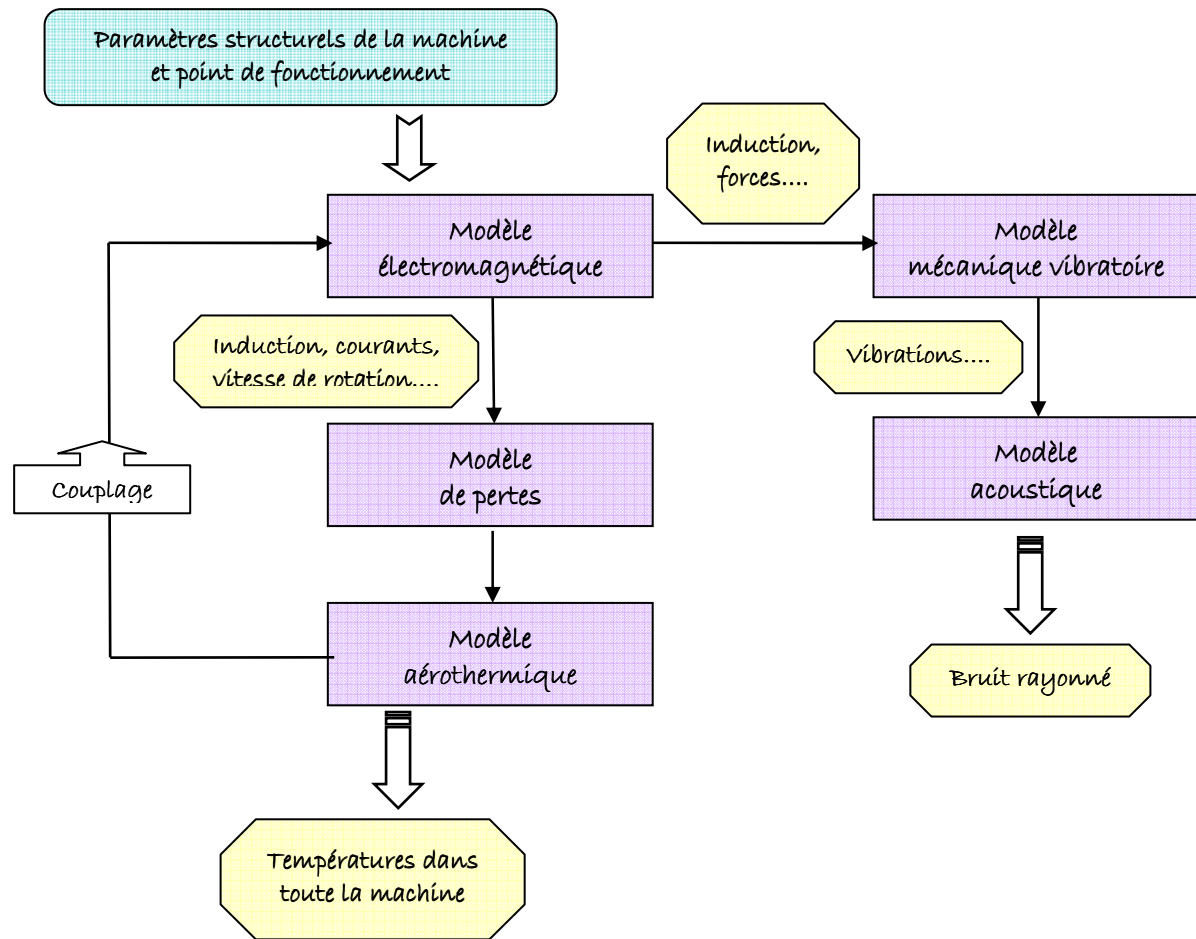 Paramètres structurels de la machine
et point de fonctionnement
Induction,
forces....
Modèle
électromagnétique
Modèle
mécanique vibratoire
Induction, courants,
vitesse de rotation....
Vibrations....
Modèle
de pertes
Modèle
acoustique
Couplage
Modèle
aérothermique
Bruit rayonné
Températures dans
toute la machine